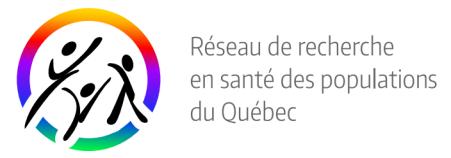 Réseau de recherche
en santé des populations
du Québec